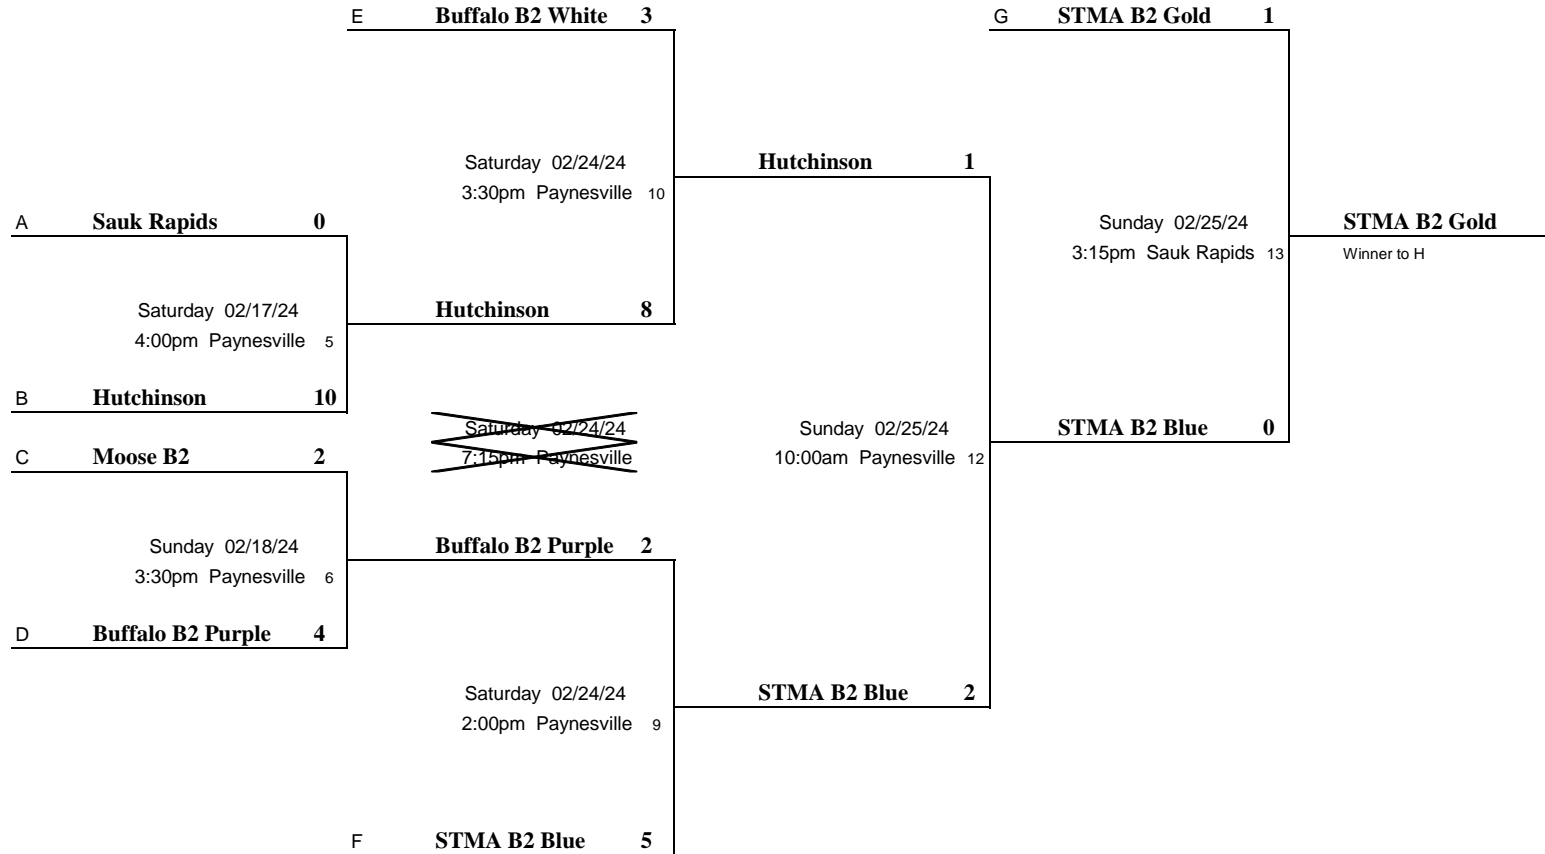 E Buffalo B2 White 3
G STMA B2 Gold 1
Saturday 02/24/24
3:30pm Paynesville 10
Hutchinson 1
A Sauk Rapids 0
Sunday 02/25/24
3:15pm Sauk Rapids 13
STMA B2 Gold
Winner to H
Saturday 02/17/24
4:00pm Paynesville 5
Hutchinson 8
B Hutchinson 10
Saturday 02/24/24
7:15pm Paynesville
Sunday 02/25/24
10:00am Paynesville 12
STMA B2 Blue 0
C Moose B2 2
Sunday 02/18/24
3:30pm Paynesville 6
Buffalo B2 Purple 2
D Buffalo B2 Purple 4
Saturday 02/24/24
2:00pm Paynesville 9
STMA B2 Blue 2
F STMA B2 Blue 5